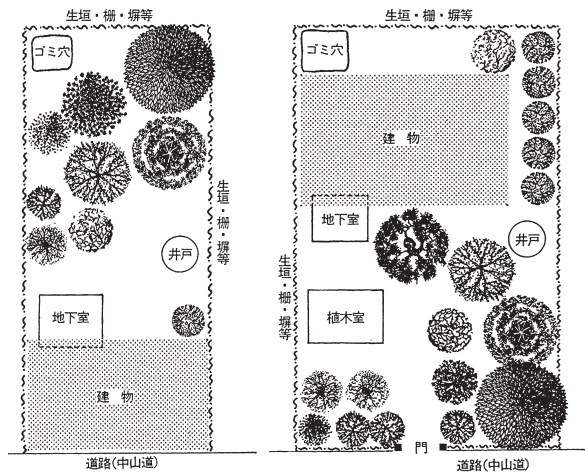 生垣・柵・塀等
ゴミ穴
生垣・柵・塀等
井戸
地下室
建物
道路(中山道)
生垣・柵・塀等
ゴミ穴
建物
地下室
井戸
生垣・柵・塀等
植木室
門
道路(中山道)